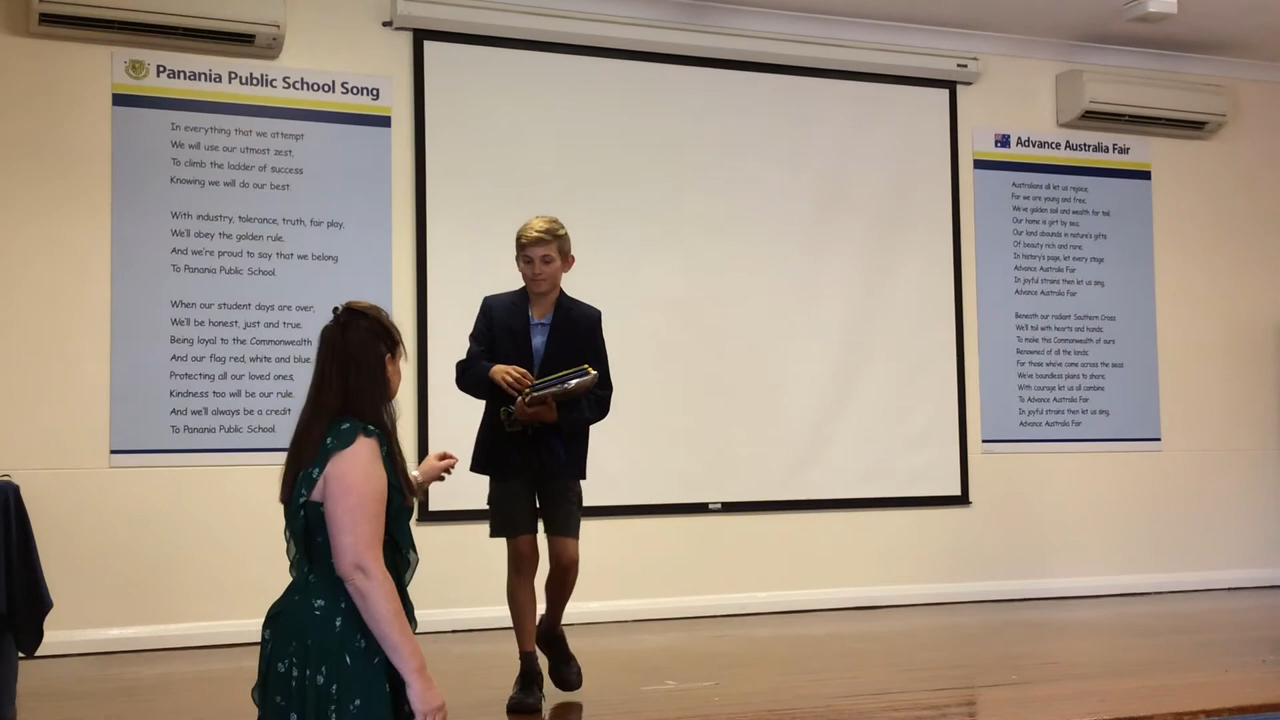 Panania Public School Song
In everything that we attempt
We will use our utmost zest,
To climb the ladder of success
Knowing we will do our best.
With industry, tolerance, truth, fair play,
We'll obey the golden rule.
And we're proud to say that we belong
To Panania Public School.
When our student days are over,
We'll be honest, just and true.
Being loyal to the Commonwealth
And our flag red, white and blue.
Protecting all our loved ones,
Kindness too will be our rule.
And we'll always be a credit
To Panania Public School.
Advance Australia Fair
Australians all let us rejoice,
For we are young and free,
We've golden soil and wealth for toil.
Our home is girt by sea;
Our land abounds in nature's gifts
Of beauty rich and rare,
In history's page, let every stage
Advance Australia Fair
In joyful strains then let us sing,
Advance Australia Fair
Beneath our radiant Southern Cross
We'll toil with hearts and hands;
To make this Commonwealth of ours
Renowned of all the lands;
For those who've come across the seas
We've boundless plains to share;
With courage let us all combine
To Advance Australia Fair
In joyful strains then let us sing,
Advance Australia Fair